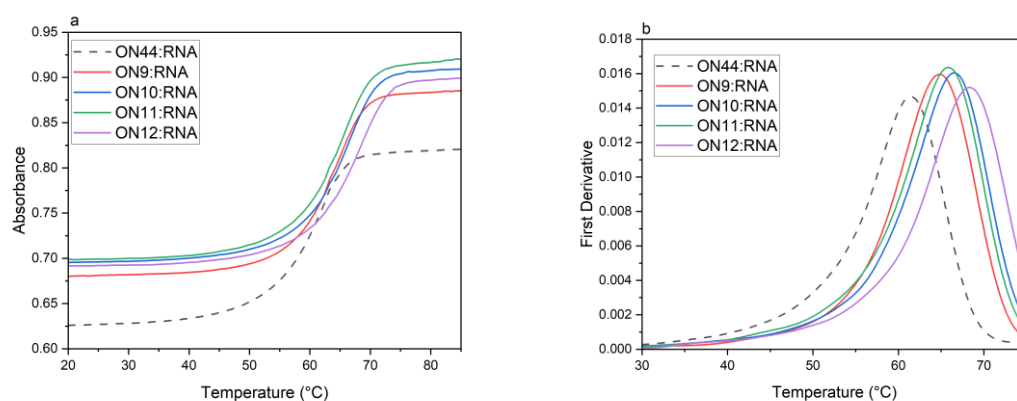 a
0.95
0.90
0.85
0.80
0.75
0.70
0.65
0.60
Absorbance
ON44:RNA
ON9:RNA
ON10:RNA
ON11:RNA
ON12:RNA
20 30 40 50 60 70 80
Temperature (°C)
b
0.018
0.016
0.014
0.012
0.010
0.008
0.006
0.004
0.002
0.000
First Derivative
ON44:RNA
ON9:RNA
ON10:RNA
ON11:RNA
ON12:RNA
30 40 50 60 70
Temperature (°C)